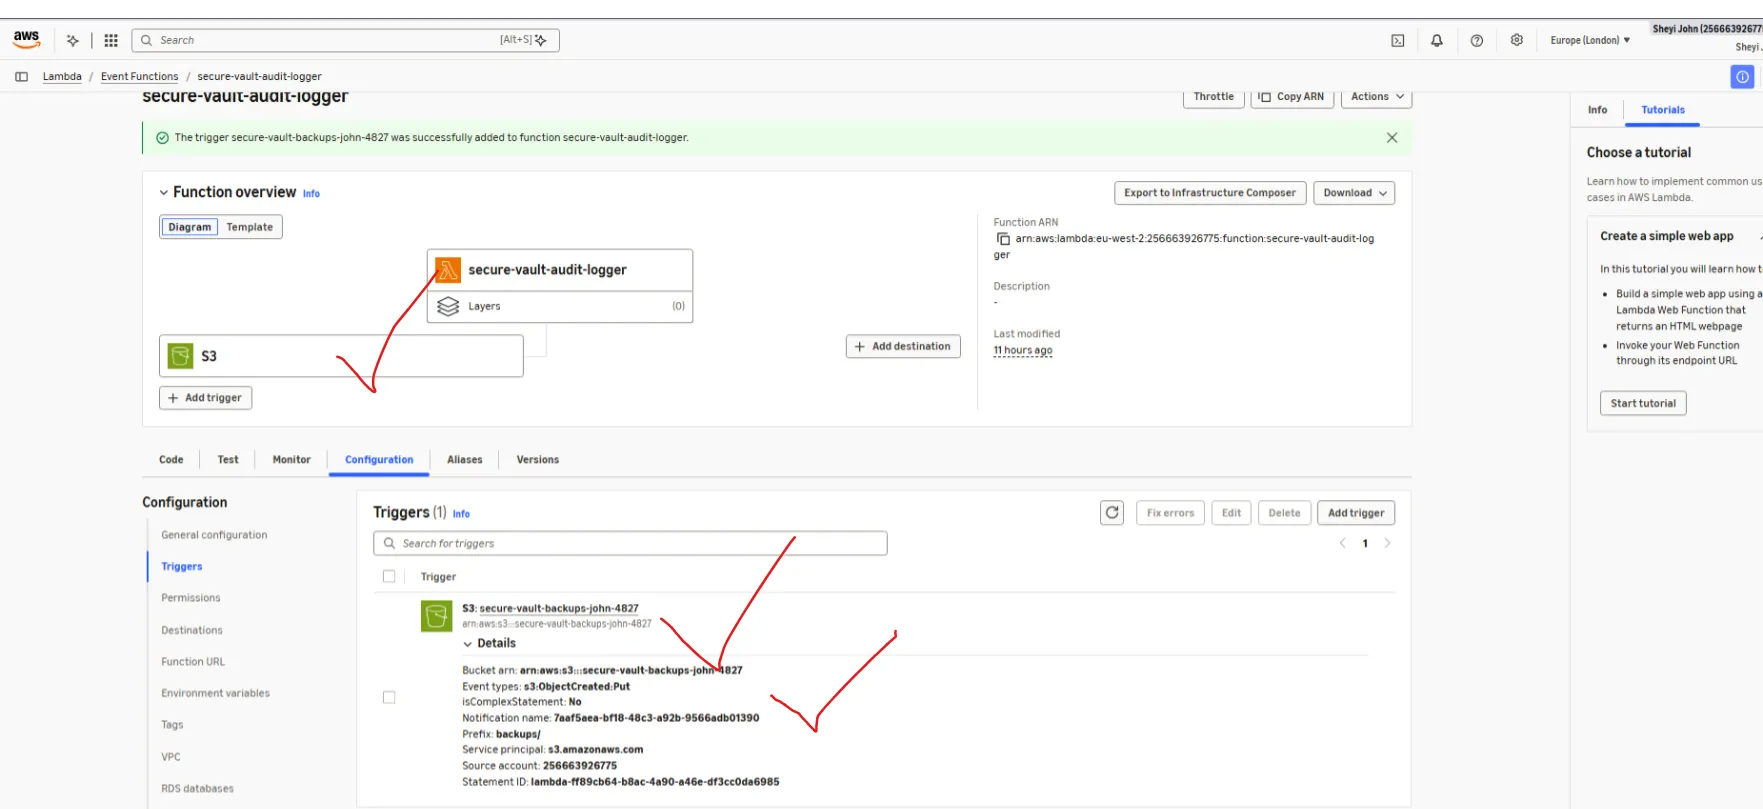 aws
Search
[Alt+S]
Europe (London)
Sheyi John (25666392677
Sheyi J
Lambda / Event Functions / secure-vault-audit-logger
secure-vault-audit-logger
Throttle
Copy ARN
Actions
The trigger secure-vault-backups-john-4827 was successfully added to function secure-vault-audit-logger.
Function overview Info
Export to Infrastructure Composer
Download
Diagram
Template
secure-vault-audit-logger
Layers
(0)
S3
Add trigger
Add destination
Function ARN
arn:aws:lambda:eu-west-2:256663926775:function:secure-vault-audit-log
ger
Description
-
Last modified
11 hours ago
Code
Test
Monitor
Configuration
Aliases
Versions
Configuration
General configuration
Triggers
Permissions
Destinations
Function URL
Environment variables
Tags
VPC
RDS databases
Triggers (1) Info
Fix errors
Edit
Delete
Add trigger
Search for triggers
1
Trigger
S3: secure-vault-backups-john-4827
arn:aws:s3:::secure-vault-backups-john-4827
Details
Bucket arn: arn:aws:s3:::secure-vault-backups-john-4827
Event types: s3:ObjectCreated:Put
isComplexStatement: No
Notification name: 7aaf5aea-bf18-48c3-a92b-9566adb01390
Prefix: backups/
Service principal: s3.amazonaws.com
Source account: 256663926775
Statement ID: lambda-ff89cb64-b8ac-4a90-a46e-df3cc0da6985
Info
Tutorials
Choose a tutorial
Learn how to implement common us
cases in AWS Lambda.
Create a simple web app
In this tutorial you will learn how t
Build a simple web app using a
Lambda Web Function that
returns an HTML webpage
Invoke your Web Function
through its endpoint URL
Start tutorial